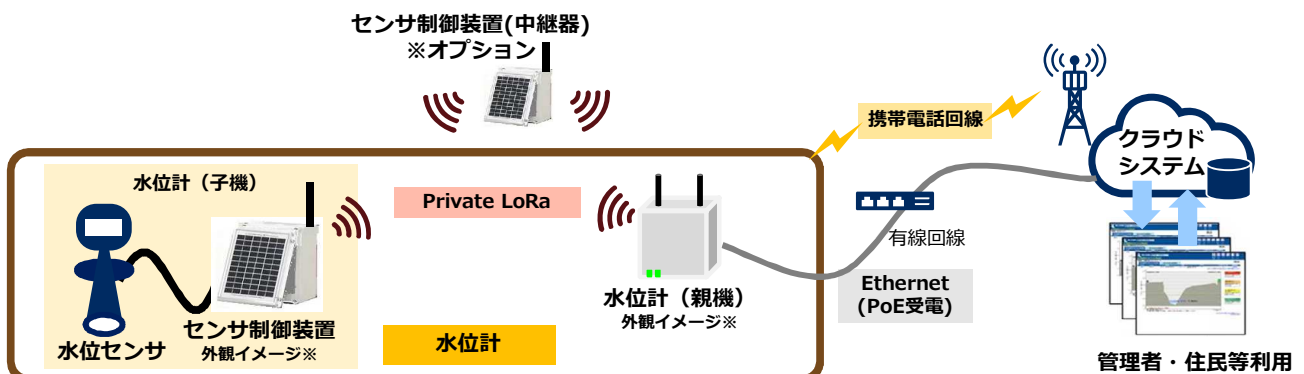 センサ制御装置(中継器)
※オプション
携帯電話回線
クラウド
システム
水位計（子機）
Private LoRa
有線回線
Ethernet
(PoE受電)
水位計（親機）
外観イメージ※
センサ制御装置
外観イメージ※
水位センサ
水位計
管理者・住民等利用